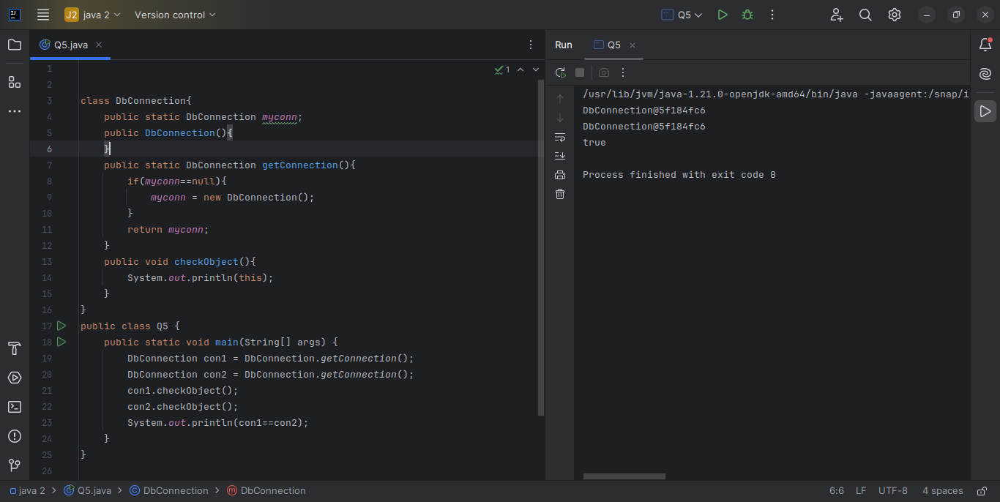 J2 java 2 Version control Q5
Q5.java
Run Q5
1
1
2
3 class DbConnection{
4 public static DbConnection myconn;
5 public DbConnection(){
6 }
7 public static DbConnection getConnection(){
8 if(myconn==null){
9 myconn = new DbConnection();
10 }
11 return myconn;
12 }
13 public void checkObject(){
14 System.out.println(this);
15 }
16 }
17 public class Q5 {
18 public static void main(String[] args) {
19 DbConnection con1 = DbConnection.getConnection();
20 DbConnection con2 = DbConnection.getConnection();
21 con1.checkObject();
22 con2.checkObject();
23 System.out.println(con1==con2);
24 }
25 }
26
/usr/lib/jvm/java-1.21.0-openjdk-amd64/bin/java -javaagent:/snap/i
DbConnection@5f184fc6
DbConnection@5f184fc6
true
Process finished with exit code 0
java 2 > Q5.java > DbConnection > m DbConnection
6:6 LF UTF-8 4 spaces